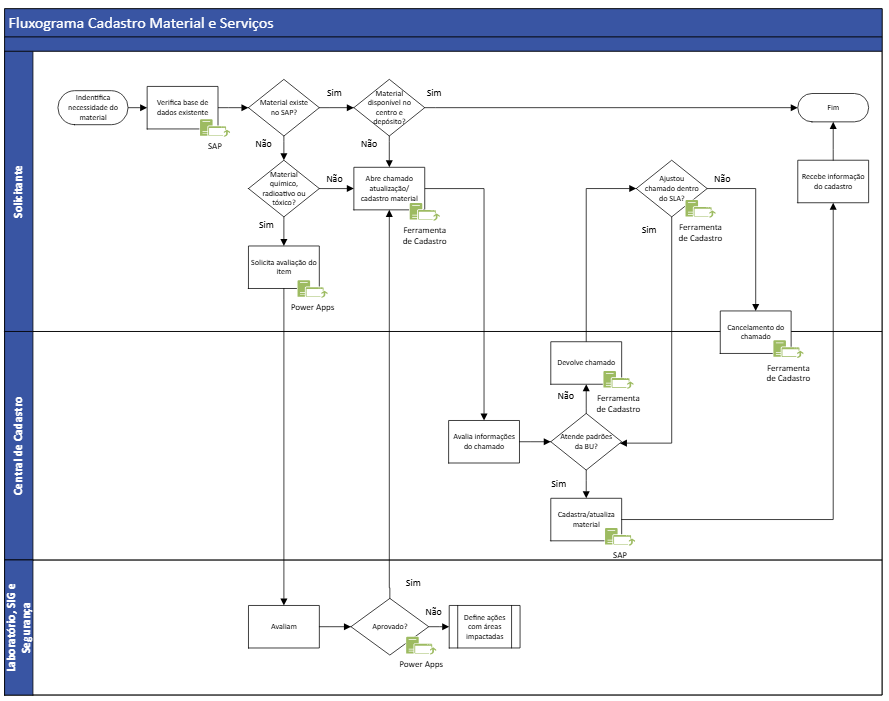 Fluxograma Cadastro Material e Serviços
Solicitante
Indentifica
necessidade do
material
Verifica base de
dados existente
SAP
Material existe
no SAP?
Sim
Não
Material
disponível no
centro e
depósito?
Sim
Não
Fim
Material
químico,
radioativo ou
tóxico?
Não
Sim
Abre chamado
atualização/
cadastro material
Ferramenta
de Cadastro
Ajustou
chamado dentro
do SLA?
Não
Sim
Ferramenta
de Cadastro
Recebe informação
do cadastro
Solicita avaliação do
item
Power Apps
Cancelamento do
chamado
Ferramenta
de Cadastro
Central de Cadastro
Devolve chamado
Ferramenta
de Cadastro
Não
Avalia informações
do chamado
Atende padrões
da BU?
Sim
Cadastra/atualiza
material
SAP
Laboratório, SIG e
Segurança
Sim
Avaliam
Aprovado?
Não
Power Apps
Define ações
com áreas
impactadas